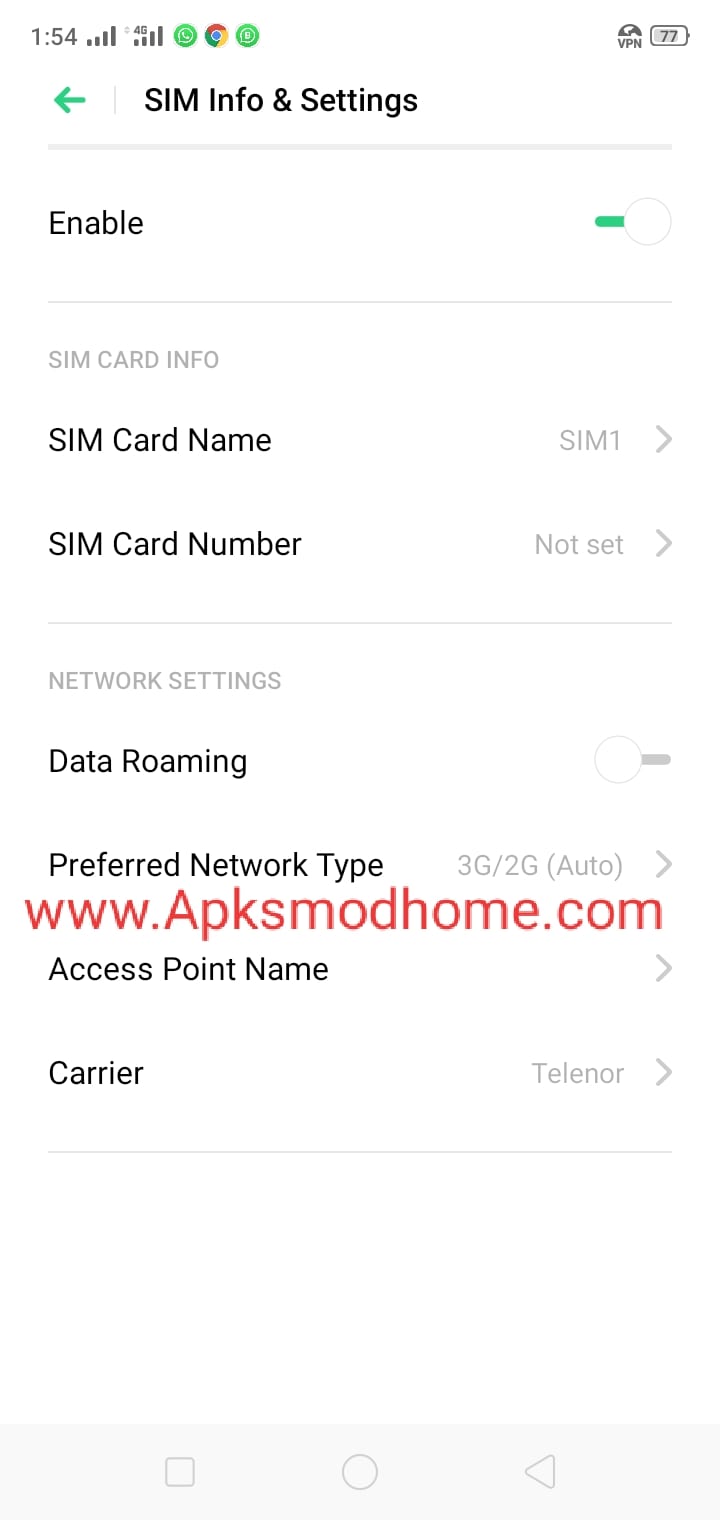 1:54 4G VPN 77
SIM Info & Settings
Enable
SIM CARD INFO
SIM Card Name SIM1
SIM Card Number Not set
NETWORK SETTINGS
Data Roaming
Preferred Network Type 3G/2G (Auto)
www.Apksmodhome.com
Access Point Name
Carrier Telenor